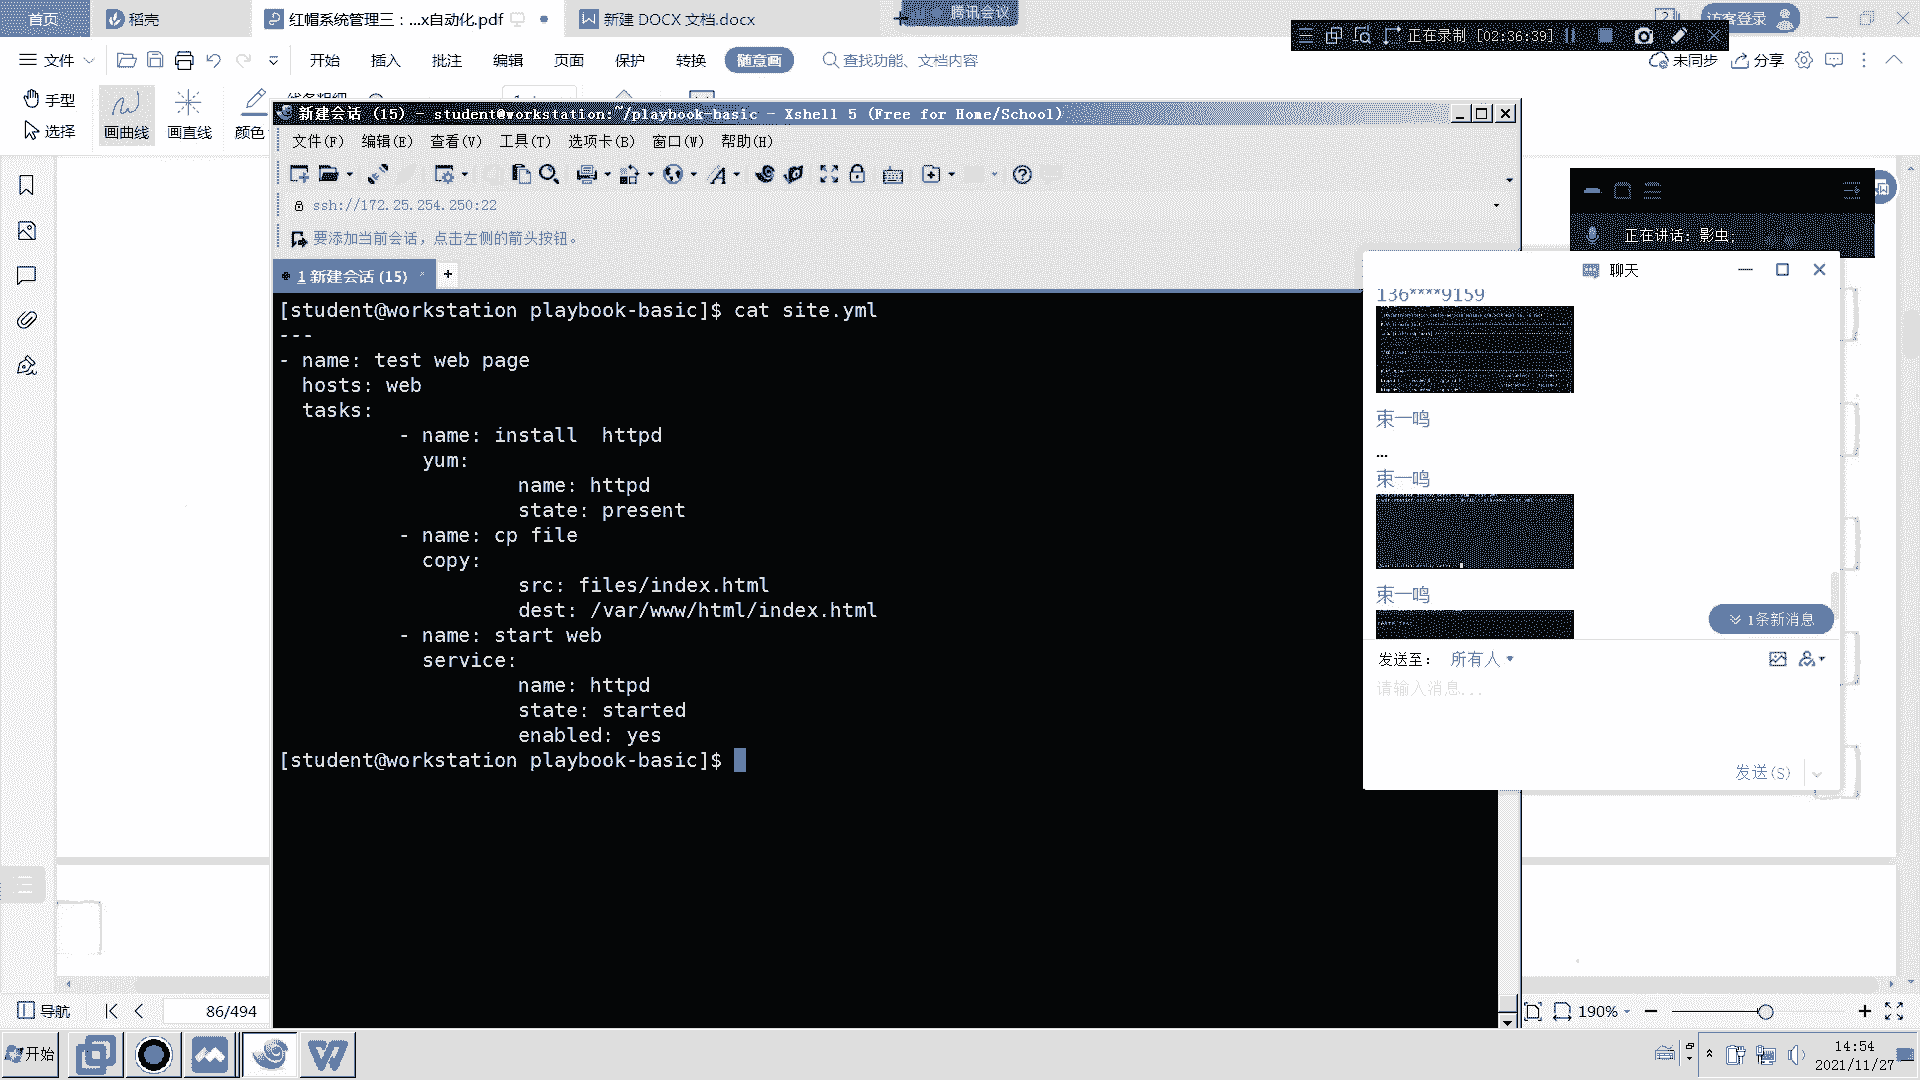 首页
稻壳
红帽系统管理三：...x自动化.pdf
新建 DOCX 文档.docx
腾讯会议
访客登录
正在录制 [02:36:39]
文件
开始
插入
批注
编辑
页面
保护
转换
随意画
查找功能、文档内容
未同步
分享
手型
选择
画曲线
画直线
颜色
新建会话 (15) - student@workstation:~/playbook-basic - Xshell 5 (Free for Home/School)
文件(F) 编辑(E) 查看(V) 工具(T) 选项卡(B) 窗口(W) 帮助(H)
ssh://172.25.254.250:22
要添加当前会话，点击左侧的箭头按钮。
1 新建会话 (15)
[student@workstation playbook-basic]$ cat site.yml
---
- name: test web page
  hosts: web
  tasks:
          - name: install  httpd
            yum:
                    name: httpd
                    state: present
          - name: cp file
            copy:
                    src: files/index.html
                    dest: /var/www/html/index.html
          - name: start web
            service:
                    name: httpd
                    state: started
                    enabled: yes
[student@workstation playbook-basic]$
正在讲话: 影虫;
聊天
136****9159
束一鸣
...
束一鸣
束一鸣
1条新消息
发送至： 所有人
请输入消息...
发送(S)
导航
86/494
190%
开始
14:54
2021/11/27